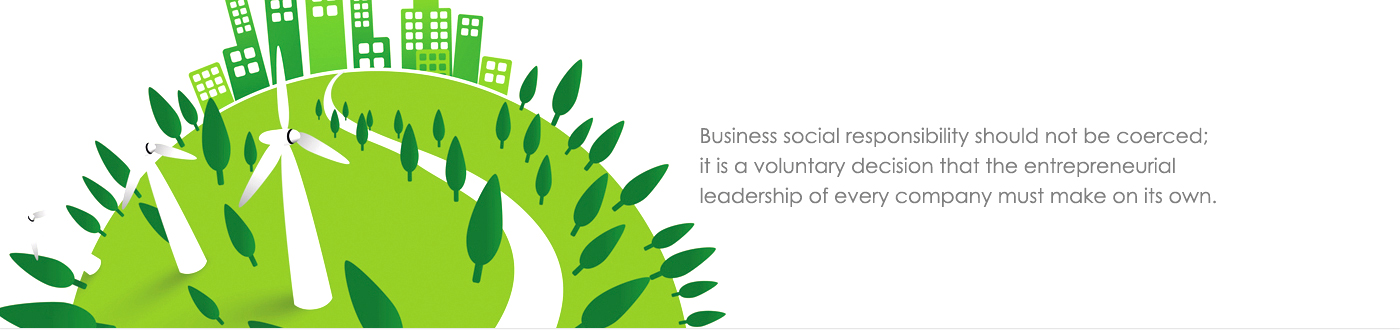 Business social responsibility should not be coerced;
it is a voluntary decision that the entrepreneurial
leadership of every company must make on its own.